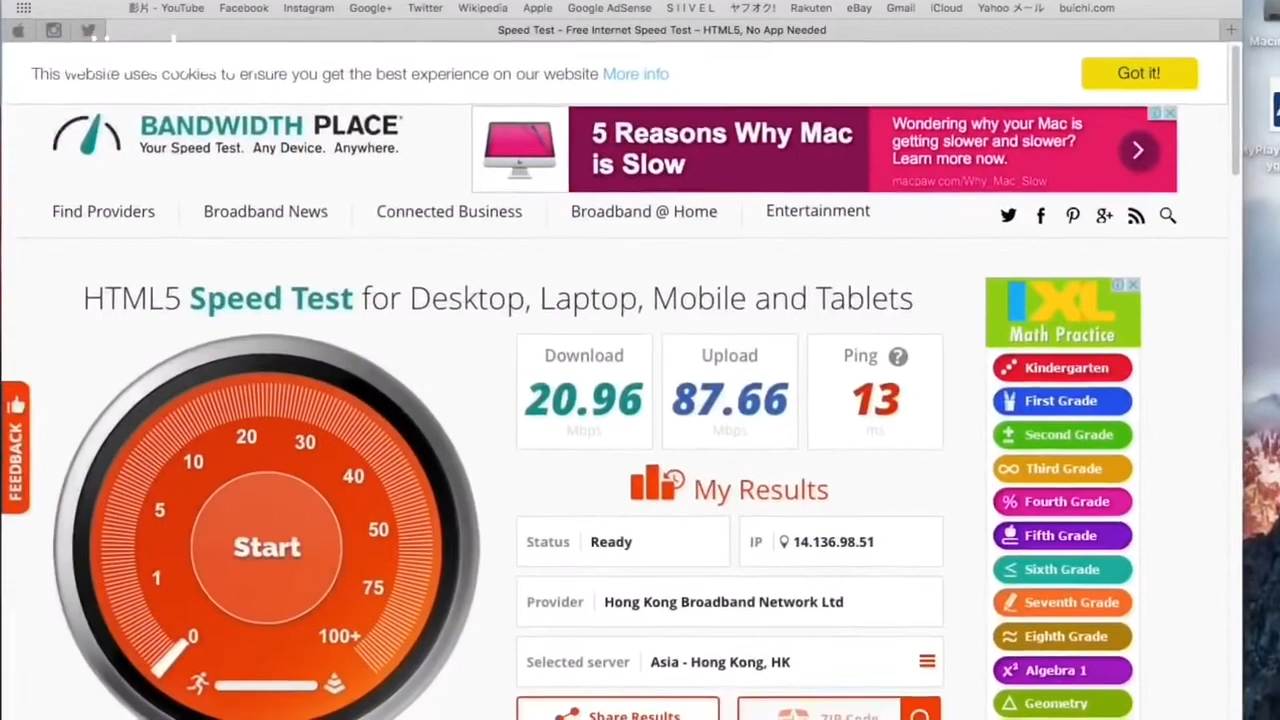 影片 - YouTube Facebook Instagram Google+ Twitter Wikipedia Apple Google AdSense S I I V E L ヤフオク! Rakuten eBay Gmail iCloud Yahoo メール buichi.com
Speed Test – Free Internet Speed Test – HTML5, No App Needed
This website uses cookies to ensure you get the best experience on our website More info
Got it!
BANDWIDTH PLACE
Your Speed Test. Any Device. Anywhere.
5 Reasons Why Mac
is Slow
Wondering why your Mac is
getting slower and slower?
Learn more now.
macpaw.com/Why_Mac_Slow
Find Providers Broadband News Connected Business Broadband @ Home Entertainment
HTML5 Speed Test for Desktop, Laptop, Mobile and Tablets
Download
20.96
Mbps
Upload
87.66
Mbps
Ping ?
13
ms
My Results
Status Ready
IP 14.136.98.51
Provider Hong Kong Broadband Network Ltd
Selected server Asia - Hong Kong, HK
Share Results
ZIP Code
0
1
5
10
20
30
40
50
75
100+
Start
FEEDBACK
IXL
Math Practice
Kindergarten
First Grade
Second Grade
Third Grade
Fourth Grade
Fifth Grade
Sixth Grade
Seventh Grade
Eighth Grade
Algebra 1
Geometry